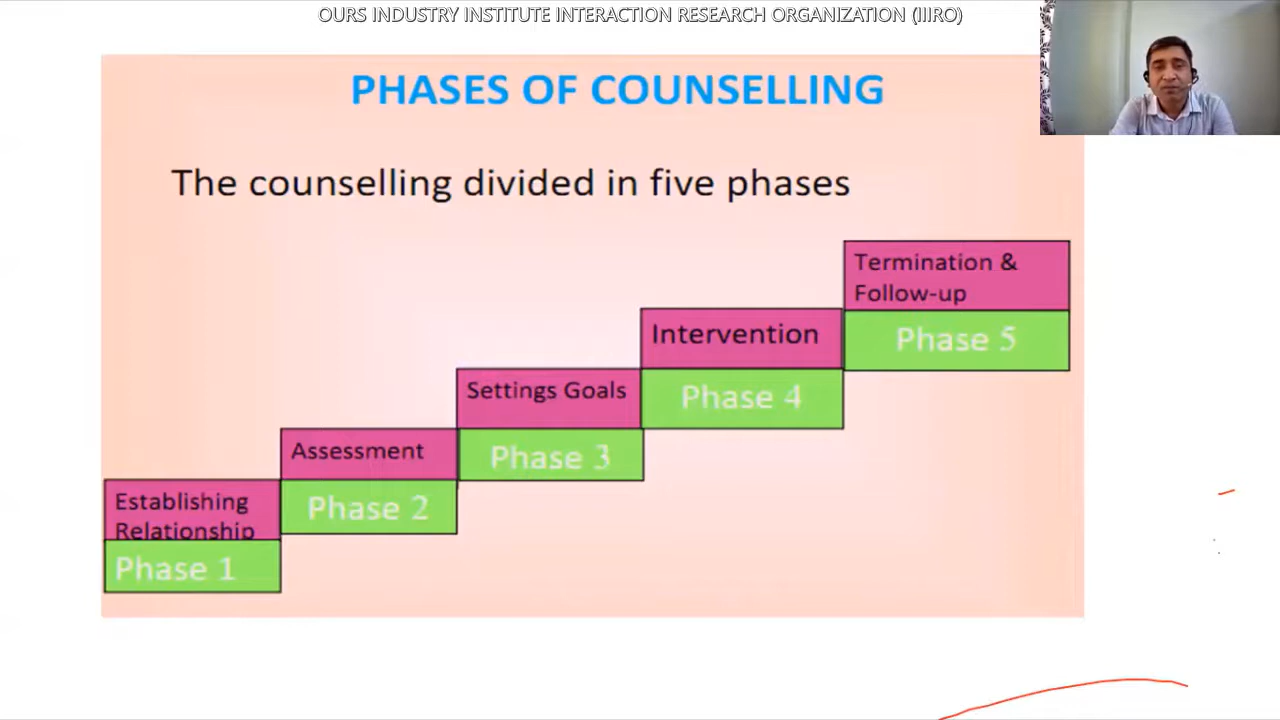 OURS INDUSTRY INSTITUTE INTERACTION RESEARCH ORGANIZATION (IIIRO)
PHASES OF COUNSELLING
The counselling divided in five phases
Establishing
Relationship
Phase 1
Assessment
Phase 2
Settings Goals
Phase 3
Intervention
Phase 4
Termination &
Follow-up
Phase 5